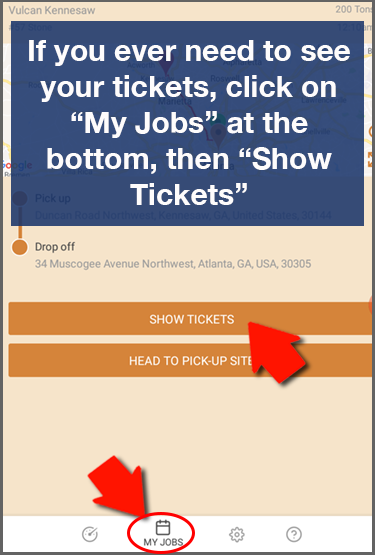 Vulcan Kennesaw
200 Tons
If you ever need to see
your tickets, click on
“My Jobs” at the
bottom, then “Show
Tickets”
Google
Pick up
Duncan Road Northwest, Kennesaw, GA, United States, 30144
Drop off
34 Muscogee Avenue Northwest, Atlanta, GA, USA, 30305
SHOW TICKETS
HEAD TO PICK-UP SITE
MY JOBS